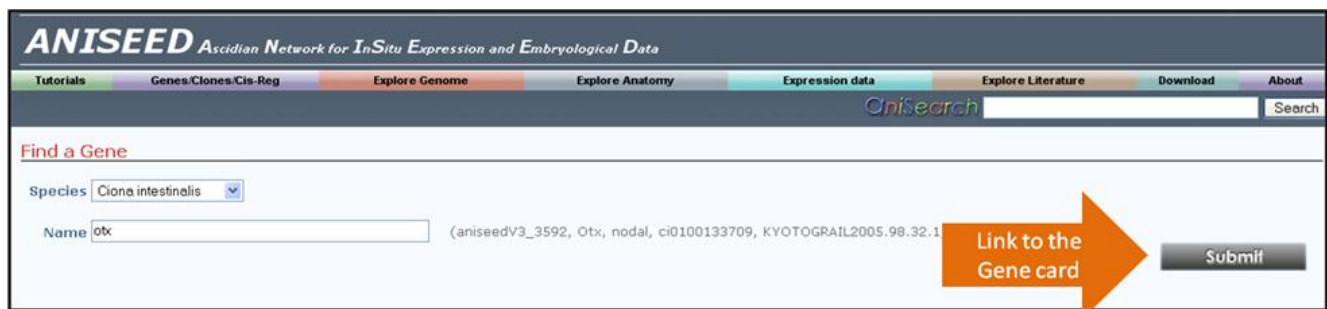 ANISEED Ascidian Network for InSitu Expression and Embryological Data
Tutorials Genes/Clones/Cis-Reg Explore Genome Explore Anatomy Expression data Explore Literature Download About
AniSearch Search
Find a Gene
Species Ciona intestinalis
Name otx (aniseedV3_3592, Otx, nodal, ci0100133709, KYOTOGRAIL2005.98.32.1
Link to the
Gene card
Submit